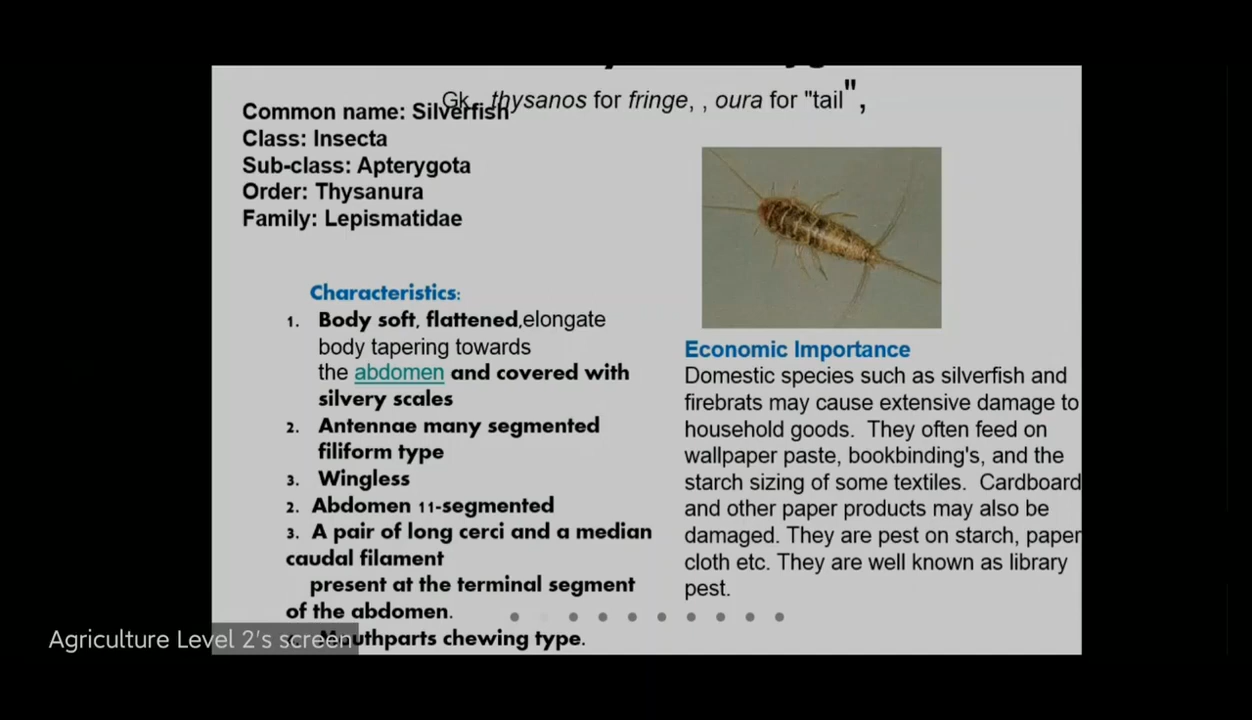 Gk., thysanos for fringe, , oura for "tail",
Common name: Silverfish
Class: Insecta
Sub-class: Apterygota
Order: Thysanura
Family: Lepismatidae
Characteristics:
1. Body soft, flattened,elongate
body tapering towards
the abdomen and covered with
silvery scales
2. Antennae many segmented
filiform type
3. Wingless
2. Abdomen 11-segmented
3. A pair of long cerci and a median
caudal filament
present at the terminal segment
of the abdomen.
Mouthparts chewing type.
Economic Importance
Domestic species such as silverfish and
firebrats may cause extensive damage to
household goods. They often feed on
wallpaper paste, bookbinding's, and the
starch sizing of some textiles. Cardboard
and other paper products may also be
damaged. They are pest on starch, paper
cloth etc. They are well known as library
pest.
Agriculture Level 2's screen